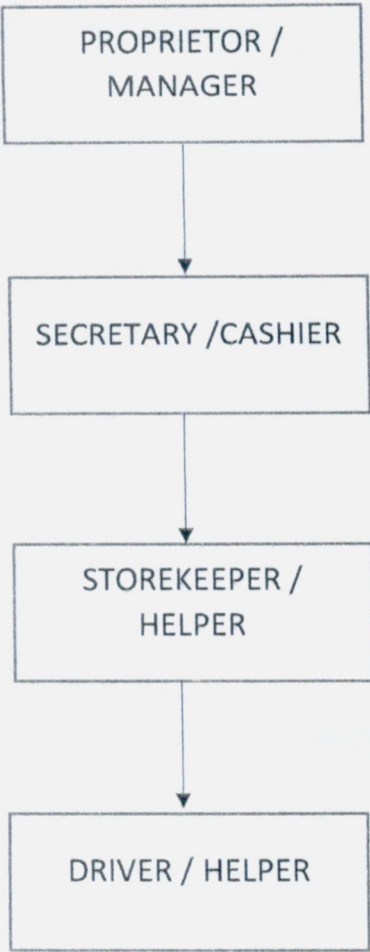 PROPRIETOR /
MANAGER
SECRETARY /CASHIER
STOREKEEPER /
HELPER
DRIVER / HELPER